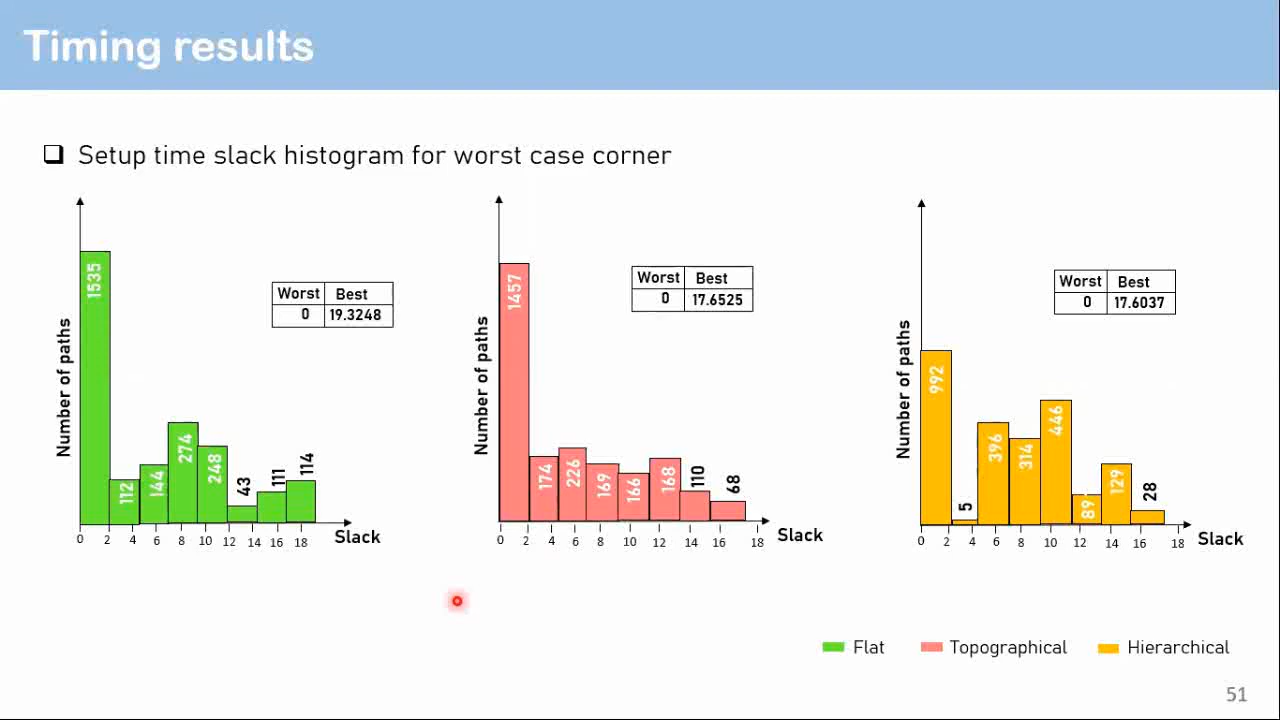 Timing results
Setup time slack histogram for worst case corner
Number of paths
1535
112
144
274
248
43
111
114
Worst Best
0 19.3248
0 2 4 6 8 10 12 14 16 18
Slack
Number of paths
1457
174
226
169
166
168
110
68
Worst Best
0 17.6525
0 2 4 6 8 10 12 14 16 18
Slack
Number of paths
992
5
396
314
446
89
129
28
Worst Best
0 17.6037
0 2 4 6 8 10 12 14 16 18
Slack
Flat Topographical Hierarchical
51